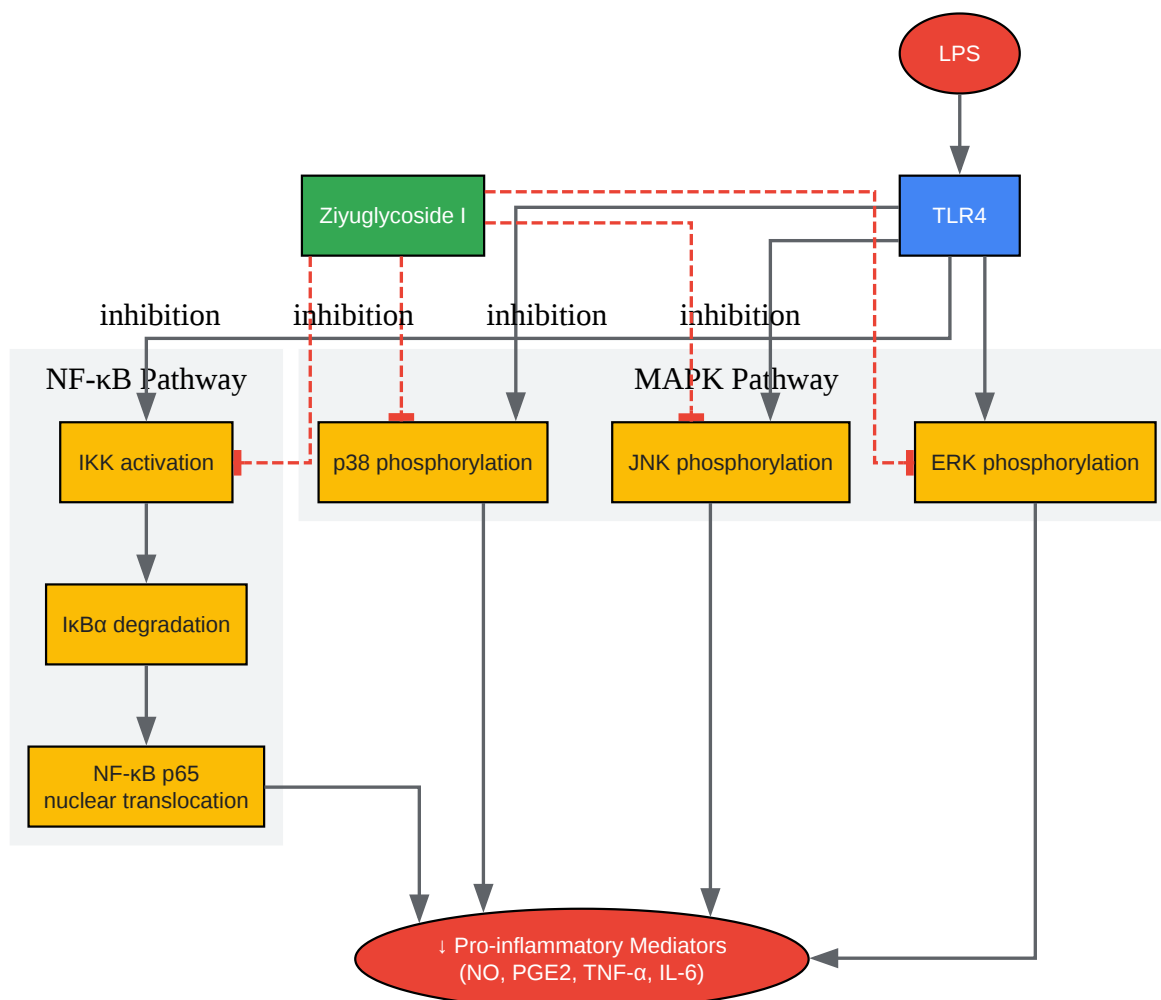 LPS
Ziyuglycoside I
TLR4
inhibition
inhibition
inhibition
inhibition
NF-κB Pathway
MAPK Pathway
IKK activation
p38 phosphorylation
JNK phosphorylation
ERK phosphorylation
IκBα degradation
NF-κB p65
nuclear translocation
↓ Pro-inflammatory Mediators
(NO, PGE2, TNF-α, IL-6)